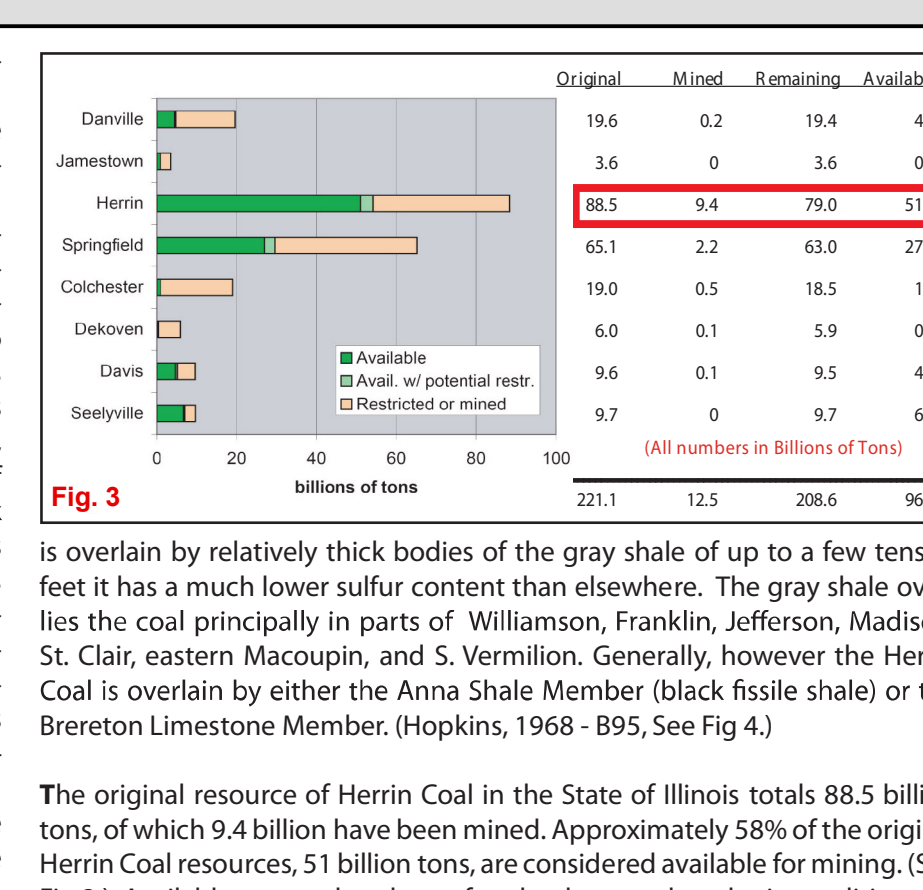 Original Mined Remaining
Danville 19.6 0.2 19.4 4
Jamestown 3.6 0 3.6 0
Herrin 88.5 9.4 79.0 51
Springfield 65.1 2.2 63.0 27
Colchester 19.0 0.5 18.5 1
Dekoven 6.0 0.1 5.9 0
Davis 9.6 0.1 9.5 4
Seelyville 9.7 0 9.7 6
Available
Avail. w/ potential restr.
Restricted or mined
(All numbers in Billions of Tons)
0 20 40 60 80 100
billions of tons
Fig. 3
221.1 12.5 208.6 96
is overlain by relatively thick bodies of the gray shale of up to a few tens
feet it has a much lower sulfur content than elsewhere. The gray shale ov
lies the coal principally in parts of Williamson, Franklin, Jefferson, Madis
St. Clair, eastern Macoupin, and S. Vermilion. Generally, however the Her
Coal is overlain by either the Anna Shale Member (black fissile shale) or t
Brereton Limestone Member. (Hopkins, 1968 - B95, See Fig 4.)
The original resource of Herrin Coal in the State of Illinois totals 88.5 billi
tons, of which 9.4 billion have been mined. Approximately 58% of the origi
Herrin Coal resources, 51 billion tons, are considered available for mining. (S